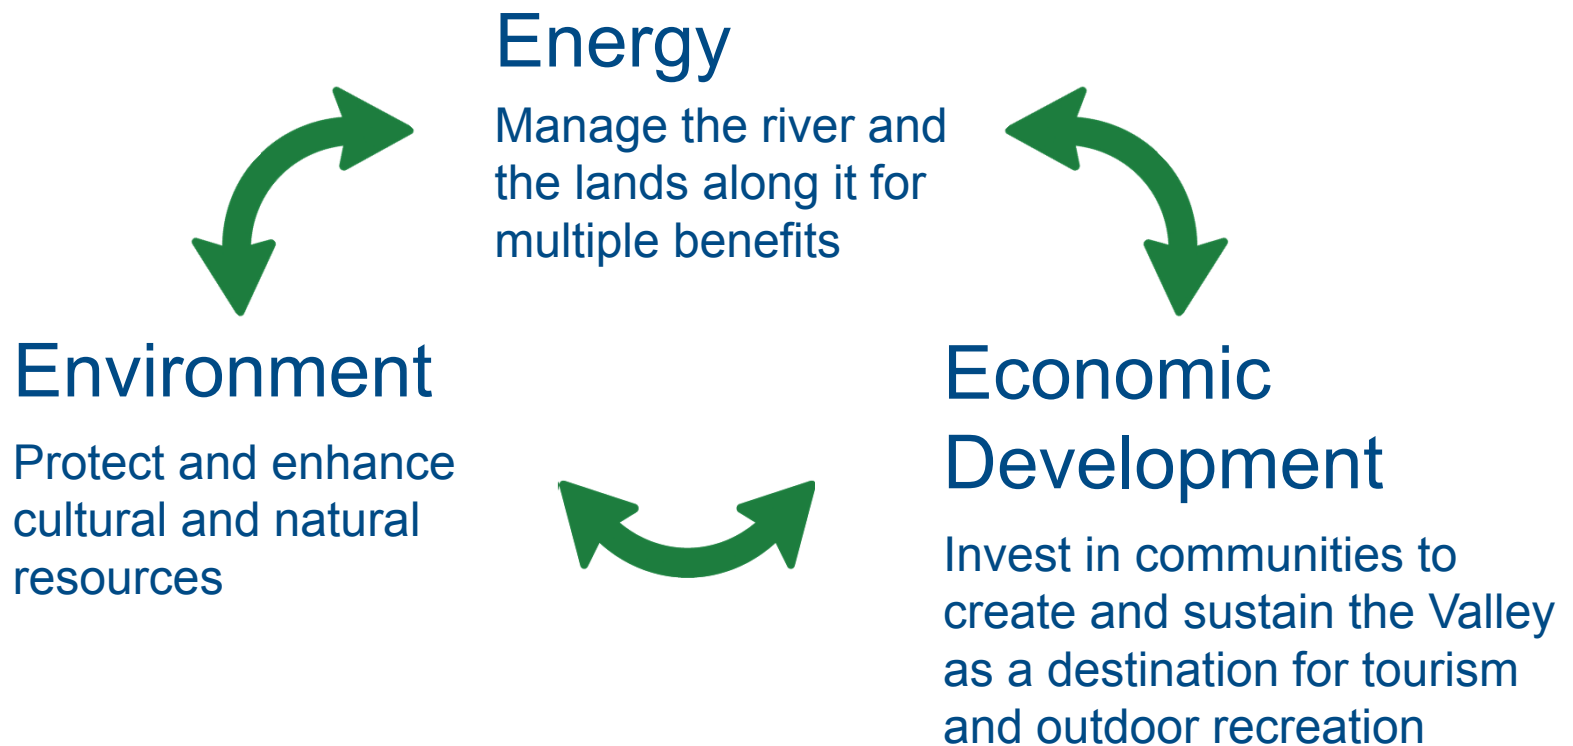 Energy
Manage the river and
the lands along it for
multiple benefits
Environment
Protect and enhance
cultural and natural
resources
Economic
Development
Invest in communities to
create and sustain the Valley
as a destination for tourism
and outdoor recreation